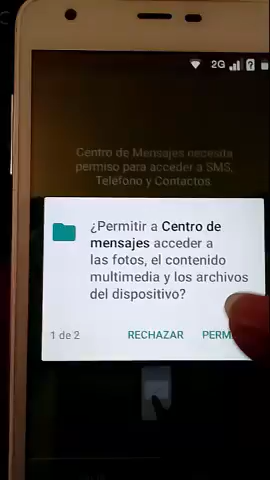 2G
Centro de Mensajes necesita
permiso para acceder a SMS,
Teléfono y Contactos.
¿Permitir a Centro de
mensajes acceder a
las fotos, el contenido
multimedia y los archivos
del dispositivo?
1 de 2 RECHAZAR